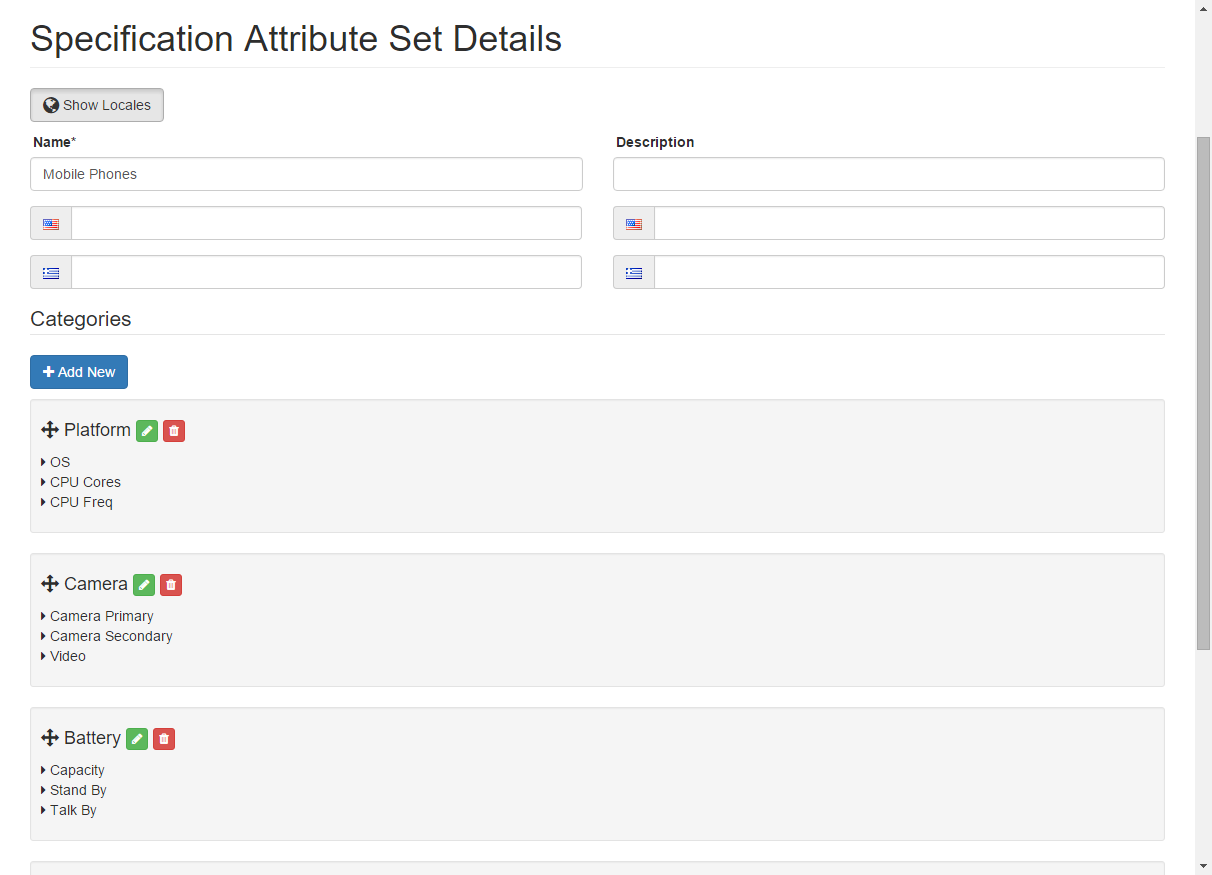 Specification Attribute Set Details
Show Locales
Name* Description
Mobile Phones
Categories
Add New
Platform
OS
CPU Cores
CPU Freq
Camera
Camera Primary
Camera Secondary
Video
Battery
Capacity
Stand By
Talk By